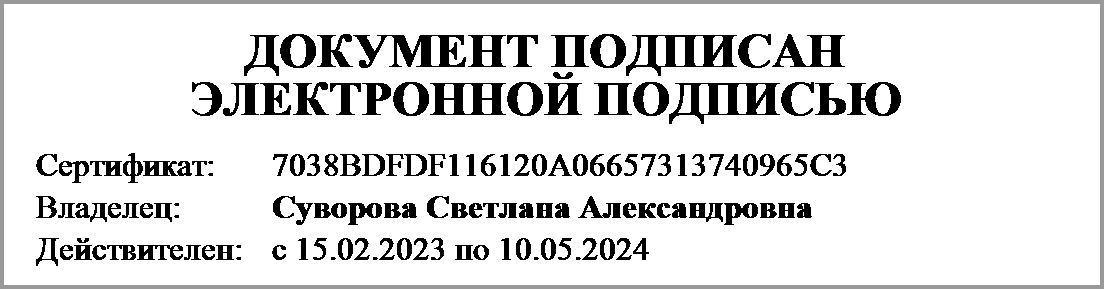 ДОКУМЕНТ ПОДПИСАН
ЭЛЕКТРОННОЙ ПОДПИСЬЮ
Сертификат: 7038BDFDF116120A06657313740965C3
Владелец: Суворова Светлана Александровна
Действителен: с 15.02.2023 по 10.05.2024